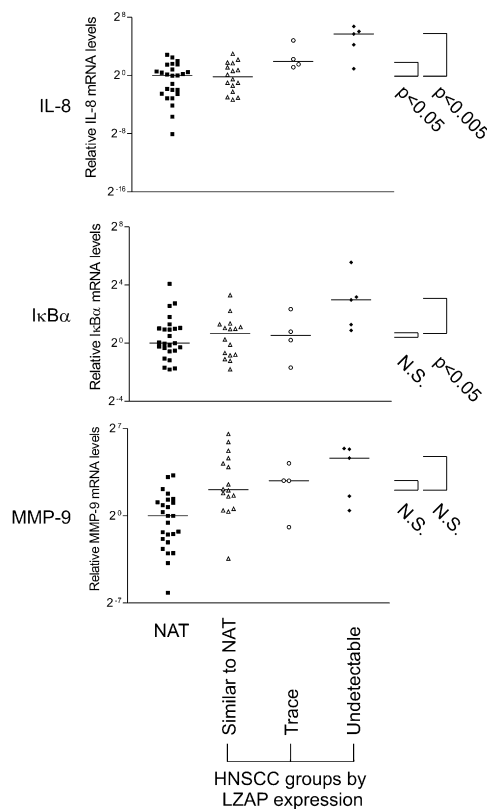 IL-8
Relative IL-8 mRNA levels
2^8
2^0
2^-8
2^-16
p<0.05
p<0.005
IκBα
Relative IκBα mRNA levels
2^8
2^4
2^0
2^-4
N.S.
p<0.05
MMP-9
Relative MMP-9 mRNA levels
2^7
2^0
2^-7
N.S.
N.S.
NAT
Similar to NAT
Trace
Undetectable
HNSCC groups by
LZAP expression